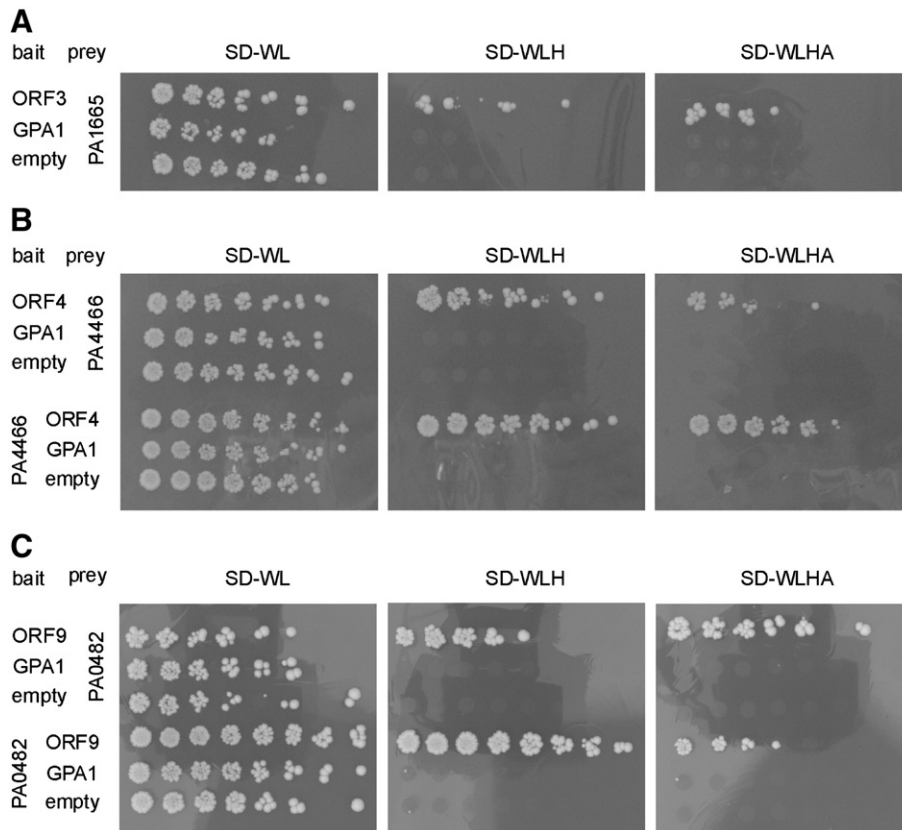 A
bait prey SD-WL SD-WLH SD-WLHA
ORF3
GPA1
empty
PA1665
B
bait prey SD-WL SD-WLH SD-WLHA
ORF4
GPA1
empty
PA4466
PA4466
ORF4
GPA1
empty
C
bait prey SD-WL SD-WLH SD-WLHA
ORF9
GPA1
empty
PA0482
PA0482
ORF9
GPA1
empty